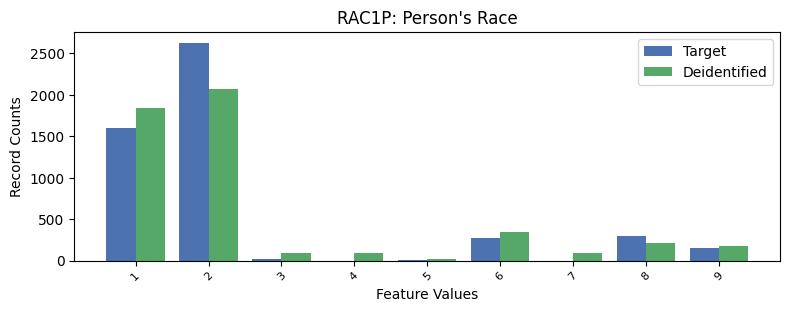 RAC1P: Person's Race
Target
Deidentified
Record Counts
2500
2000
1500
1000
500
0
1 2 3 4 5 6 7 8 9
Feature Values